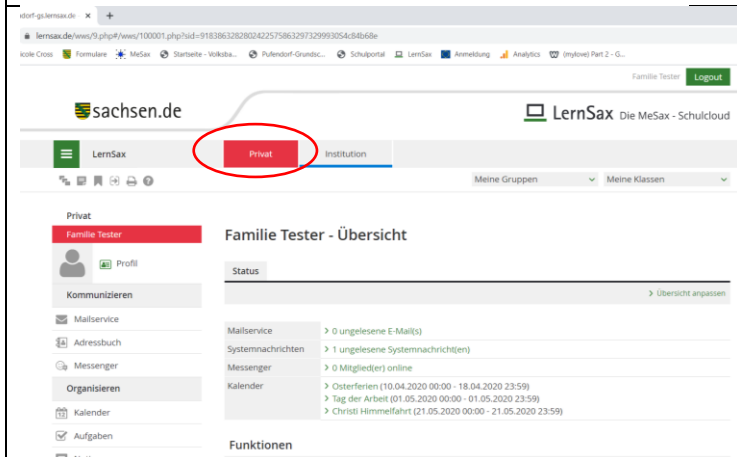 dorf-gs.lernsax.de
lernsax.de/wws/9.php#/wws/100001.php?sid=91838632828024225758632973299930S4c84b68e
icole Cross Formulare MeSax Startseite - Volksba... Pufendorf-Grundsc... Schulportal LernSax Anmeldung Analytics (mylove) Part 2 - G...
Familie Tester Logout
sachsen.de
LernSax Die MeSax - Schulcloud
LernSax Privat Institution
Meine Gruppen Meine Klassen
Privat
Familie Tester
Familie Tester - Übersicht
Profil
Status
Kommunizieren
Übersicht anpassen
Mailservice
Adressbuch
Messenger
Organisieren
Kalender
Aufgaben
Mailservice 0 ungelesene E-Mail(s)
Systemnachrichten 1 ungelesene Systemnachricht(en)
Messenger 0 Mitglied(er) online
Kalender Osterferien (10.04.2020 00:00 - 18.04.2020 23:59)
Tag der Arbeit (01.05.2020 00:00 - 01.05.2020 23:59)
Christi Himmelfahrt (21.05.2020 00:00 - 21.05.2020 23:59)
Funktionen